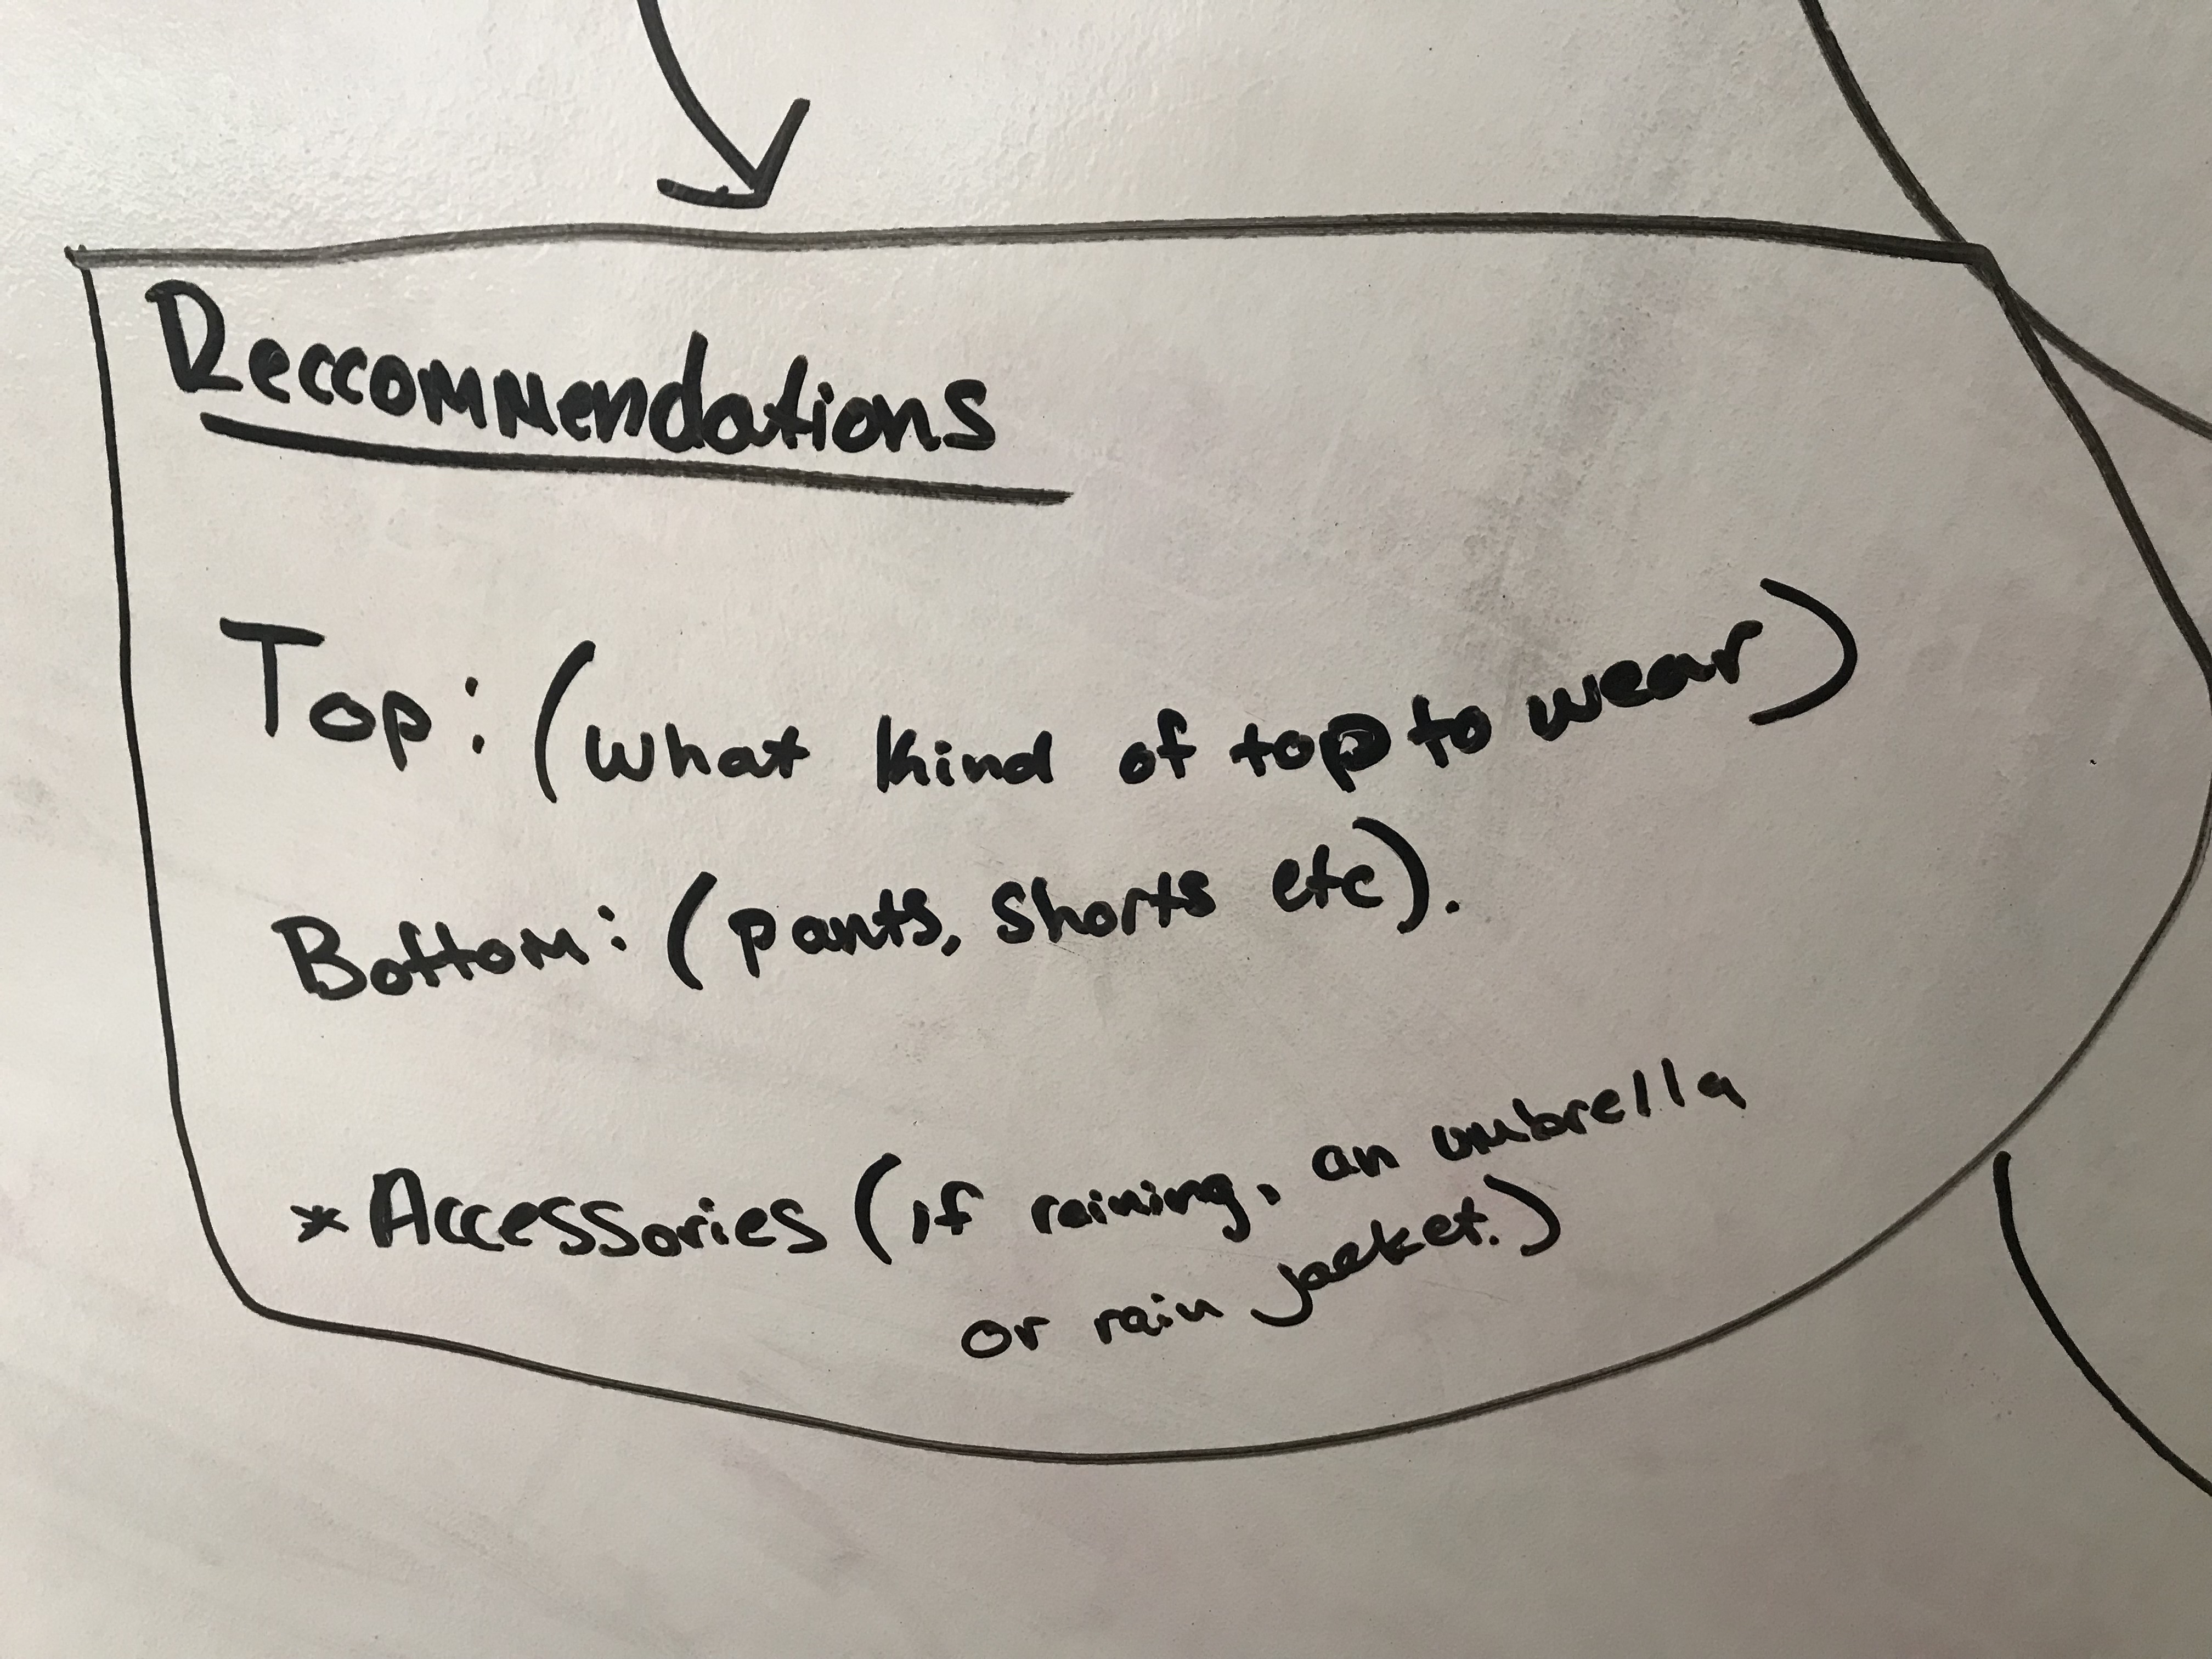 Reccommendations
Top: (what kind of top to wear)
Bottom: (pants, shorts etc).
* Accessories (if raining, an umbrella
or rain jacket.)